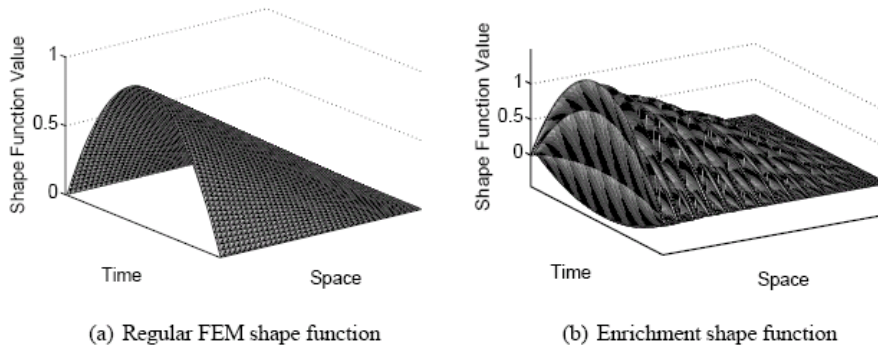 Shape Function Value
1
0.5
0
Time
Space
(a) Regular FEM shape function
Shape Function Value
1
0.5
0
Time
Space
(b) Enrichment shape function